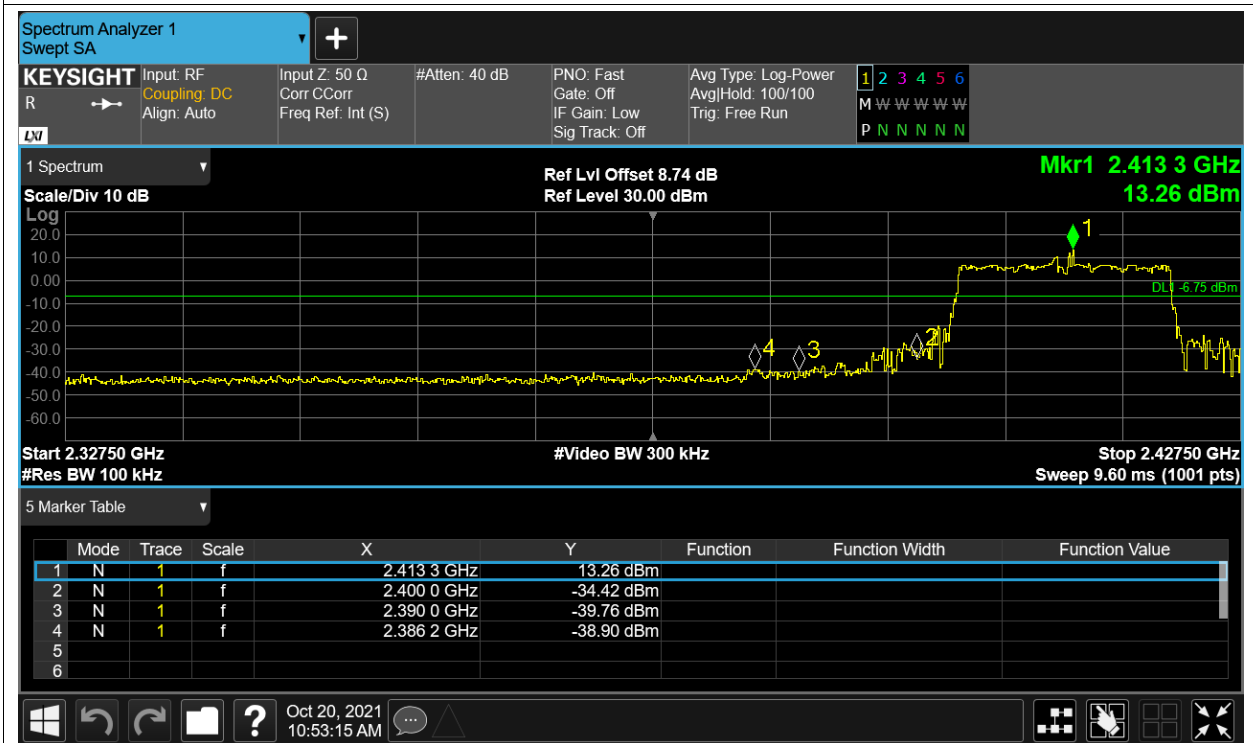 Spectrum Analyzer 1
Swept SA
KEYSIGHT
R
LXI
Input: RF
Coupling: DC
Align: Auto
Input Z: 50 Ω
Corr CCorr
Freq Ref: Int (S)
#Atten: 40 dB
PNO: Fast
Gate: Off
IF Gain: Low
Sig Track: Off
Avg Type: Log-Power
Avg|Hold: 100/100
Trig: Free Run
1 2 3 4 5 6
M W W W W W
P N N N N N
1 Spectrum
Scale/Div 10 dB
Ref Lvl Offset 8.74 dB
Ref Level 30.00 dBm
Mkr1 2.413 3 GHz
13.26 dBm
Log
20.0
10.0
0.00
-10.0
-20.0
-30.0
-40.0
-50.0
-60.0
1
DL1 -6.75 dBm
4
3
2
Start 2.32750 GHz
#Res BW 100 kHz
#Video BW 300 kHz
Stop 2.42750 GHz
Sweep 9.60 ms (1001 pts)
5 Marker Table
Mode Trace Scale X Y Function Function Width Function Value
1 N 1 f 2.413 3 GHz 13.26 dBm
2 N 1 f 2.400 0 GHz -34.42 dBm
3 N 1 f 2.390 0 GHz -39.76 dBm
4 N 1 f 2.386 2 GHz -38.90 dBm
5
6
?
Oct 20, 2021
10:53:15 AM